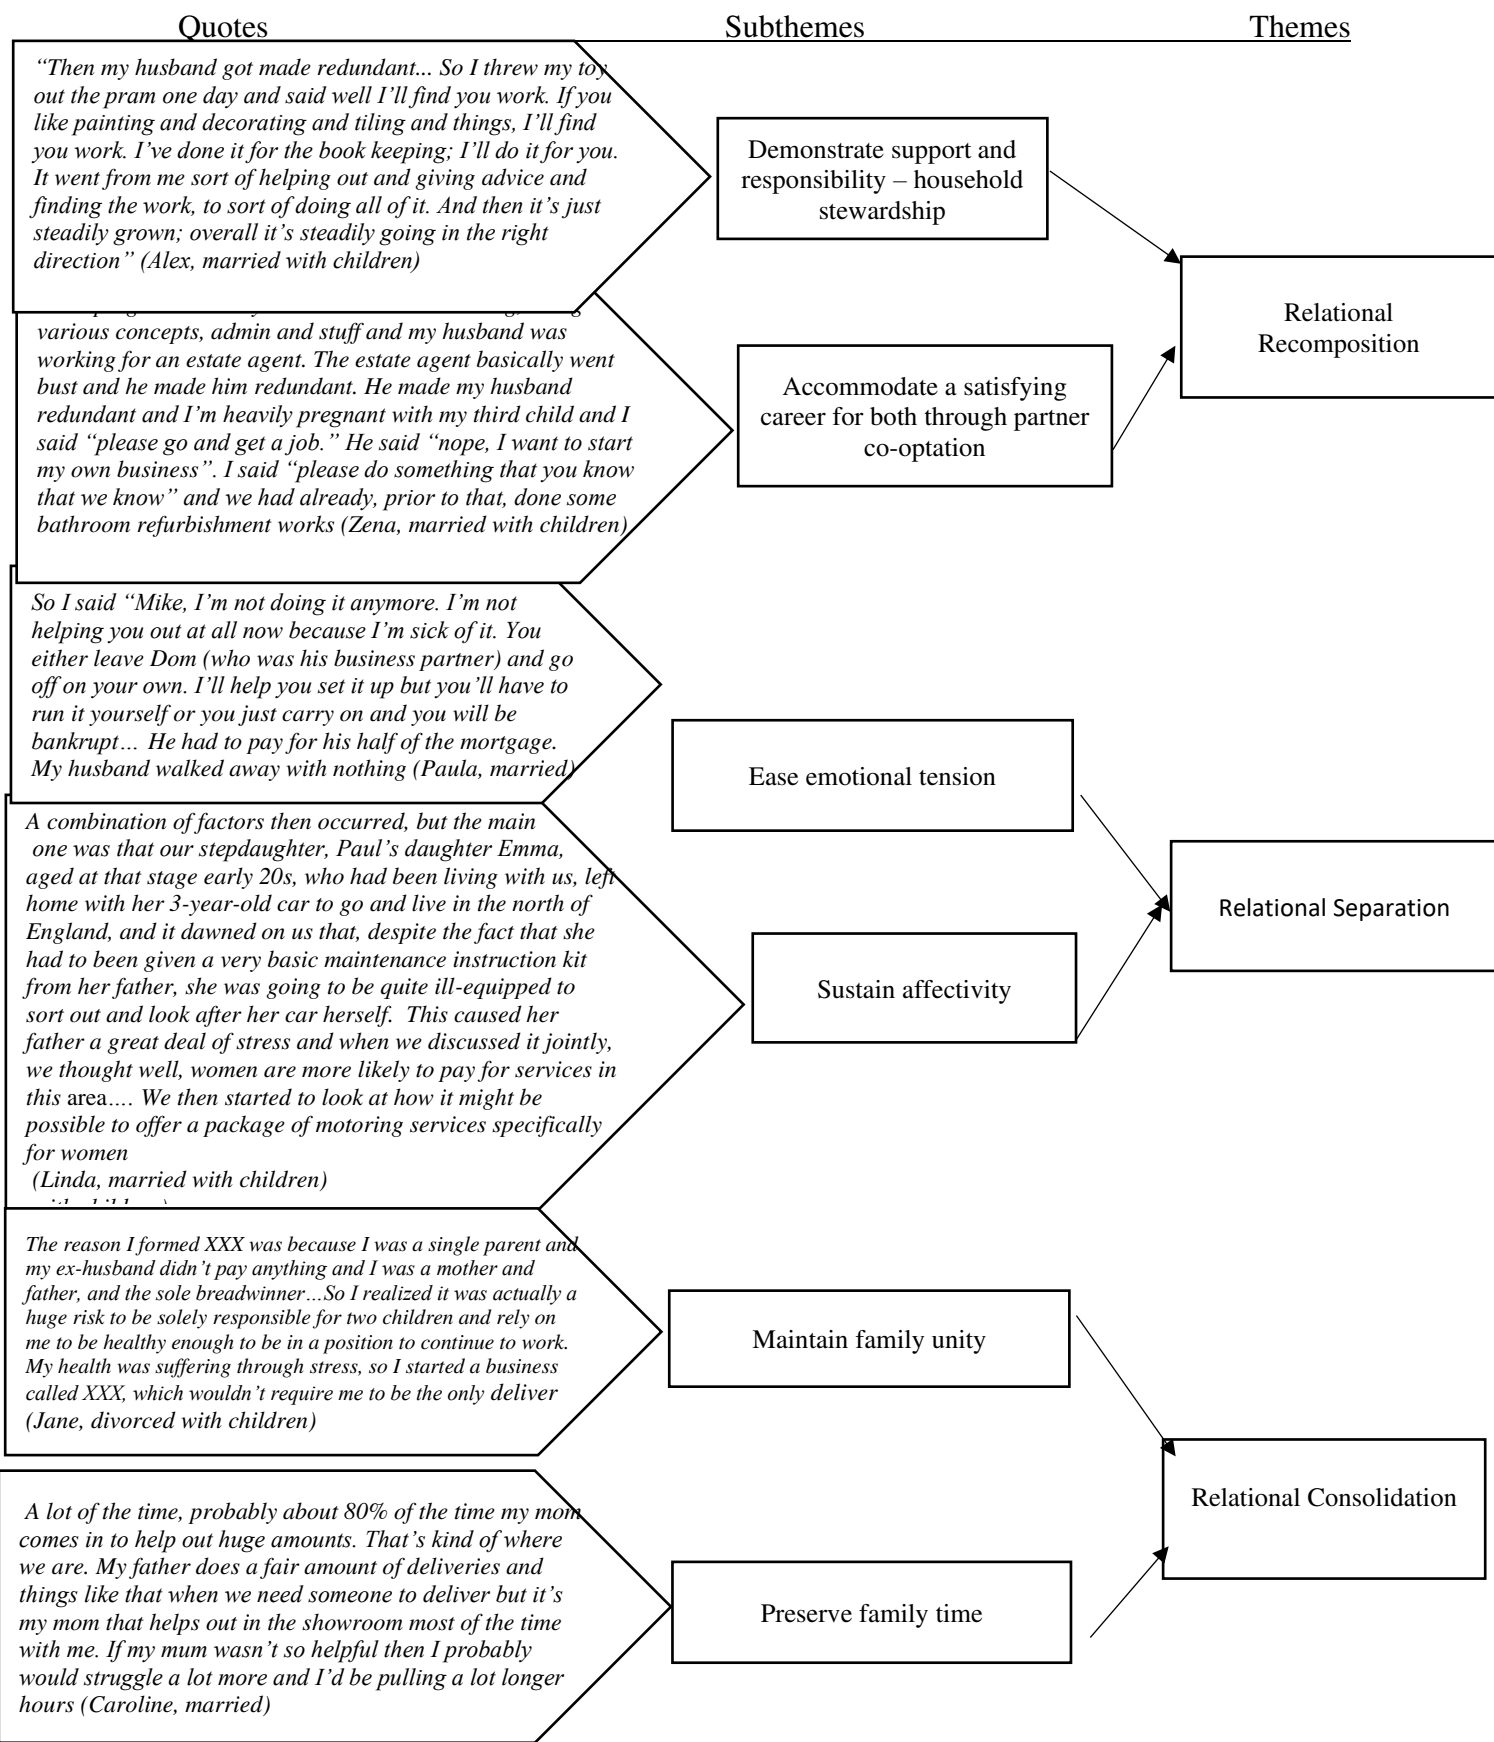 Quotes Subthemes Themes
“Then my husband got made redundant... So I threw my toy
out the pram one day and said well I’ll find you work. If you
like painting and decorating and tiling and things, I’ll find
you work. I’ve done it for the book keeping; I’ll do it for you.
It went from me sort of helping out and giving advice and
finding the work, to sort of doing all of it. And then it’s just
steadily grown; overall it’s steadily going in the right
direction” (Alex, married with children)
Demonstrate support and
responsibility – household
stewardship
Relational
Recomposition
various concepts, admin and stuff and my husband was
working for an estate agent. The estate agent basically went
bust and he made him redundant. He made my husband
redundant and I’m heavily pregnant with my third child and I
said “please go and get a job.” He said “nope, I want to start
my own business”. I said “please do something that you know
that we know” and we had already, prior to that, done some
bathroom refurbishment works (Zena, married with children)
Accommodate a satisfying
career for both through partner
co-optation
So I said “Mike, I’m not doing it anymore. I’m not
helping you out at all now because I’m sick of it. You
either leave Dom (who was his business partner) and go
off on your own. I’ll help you set it up but you’ll have to
run it yourself or you just carry on and you will be
bankrupt… He had to pay for his half of the mortgage.
My husband walked away with nothing (Paula, married)
Ease emotional tension
A combination of factors then occurred, but the main
one was that our stepdaughter, Paul’s daughter Emma,
aged at that stage early 20s, who had been living with us, left
home with her 3-year-old car to go and live in the north of
England, and it dawned on us that, despite the fact that she
had to been given a very basic maintenance instruction kit
from her father, she was going to be quite ill-equipped to
sort out and look after her car herself. This caused her
father a great deal of stress and when we discussed it jointly,
we thought well, women are more likely to pay for services in
this area…. We then started to look at how it might be
possible to offer a package of motoring services specifically
for women
(Linda, married with children)
Sustain affectivity
Relational Separation
The reason I formed XXX was because I was a single parent and
my ex-husband didn’t pay anything and I was a mother and
father, and the sole breadwinner…So I realized it was actually a
huge risk to be solely responsible for two children and rely on
me to be healthy enough to be in a position to continue to work.
My health was suffering through stress, so I started a business
called XXX, which wouldn’t require me to be the only deliver
(Jane, divorced with children)
Maintain family unity
Relational Consolidation
A lot of the time, probably about 80% of the time my mom
comes in to help out huge amounts. That’s kind of where
we are. My father does a fair amount of deliveries and
things like that when we need someone to deliver but it’s
my mom that helps out in the showroom most of the time
with me. If my mum wasn’t so helpful then I probably
would struggle a lot more and I’d be pulling a lot longer
hours (Caroline, married)
Preserve family time